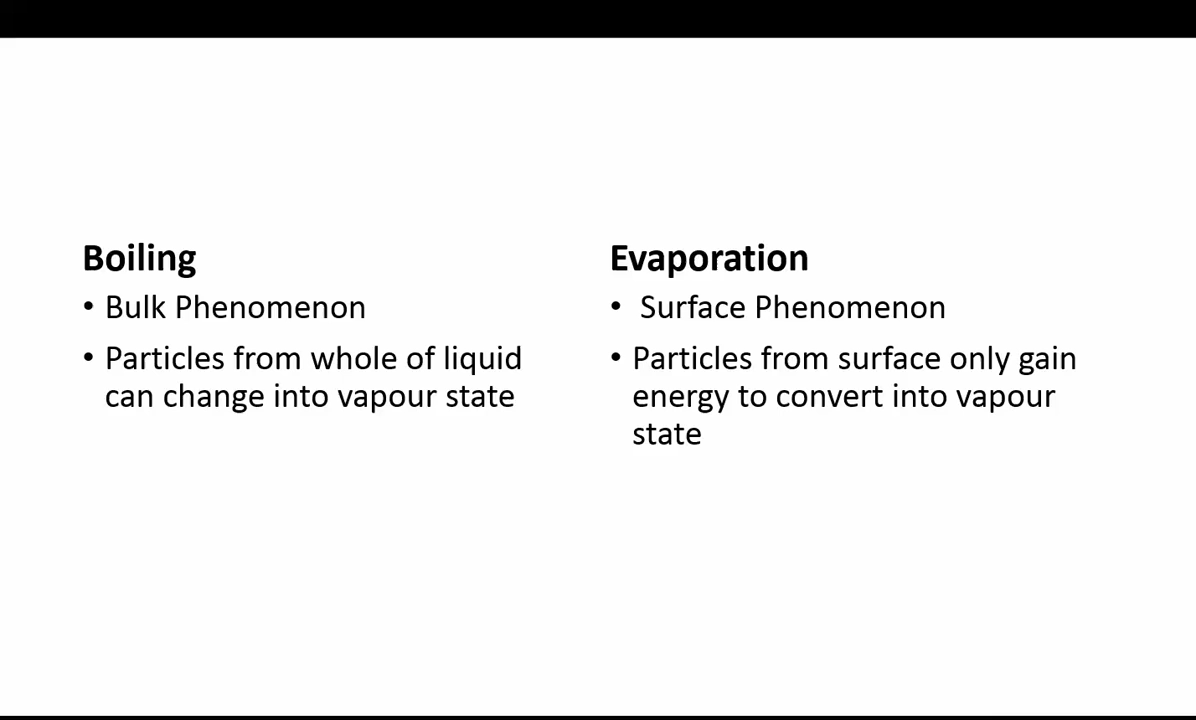 Boiling
• Bulk Phenomenon
• Particles from whole of liquid
can change into vapour state
Evaporation
• Surface Phenomenon
• Particles from surface only gain
energy to convert into vapour
state